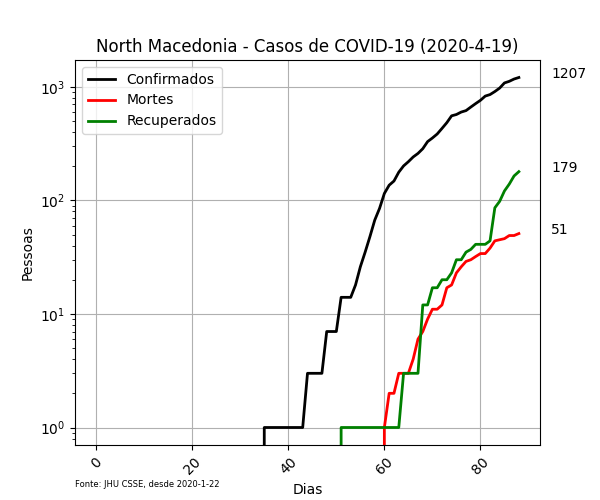 North Macedonia - Casos de COVID-19 (2020-4-19)
Confirmados
Mortes
Recuperados
1207
179
51
10³
10²
10¹
10⁰
Pessoas
0
20
40
60
80
Dias
Fonte: JHU CSSE, desde 2020-1-22